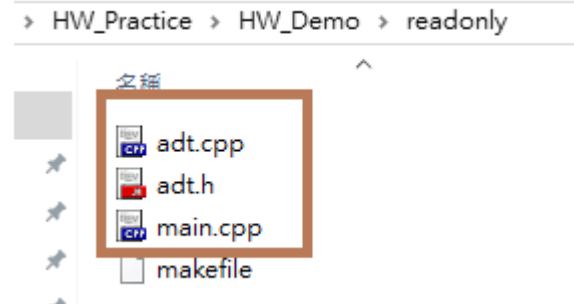 > HW_Practice > HW_Demo > readonly
名稱
adt.cpp
adt.h
main.cpp
makefile